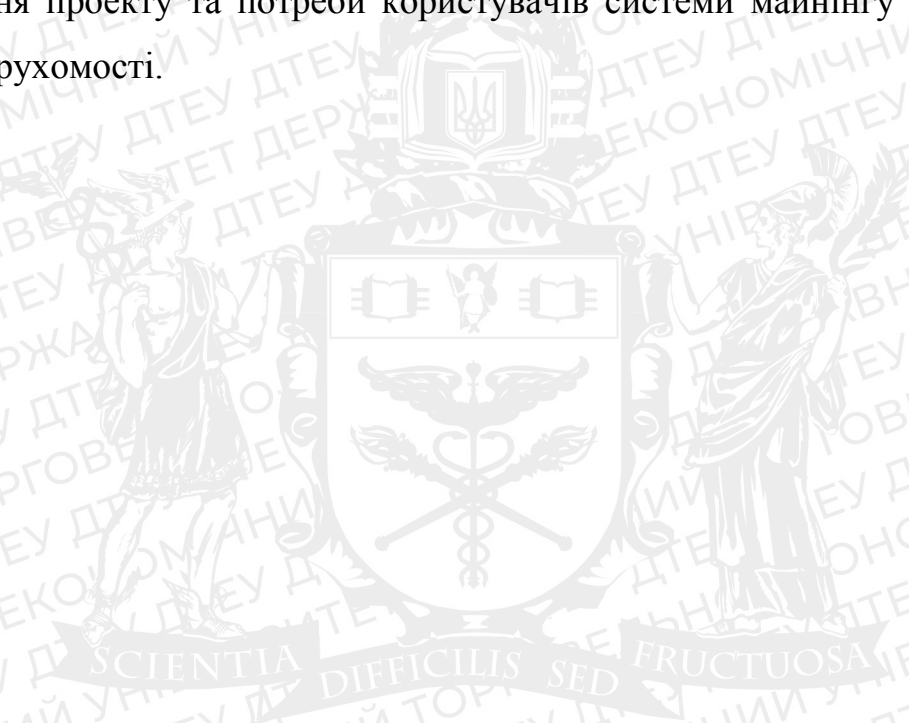 ня проекту та потреби користувачів системи майнінгу
рухомості.
SCIENTIA DIFFICILIS SED FRUCTUOSA